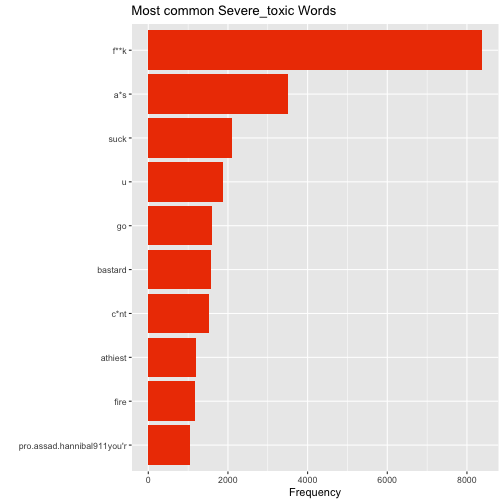 Most common Severe_toxic Words
f**k
a*s
suck
u
go
bastard
c*nt
athiest
fire
pro.assad.hannibal911you'r
0 2000 4000 6000 8000
Frequency